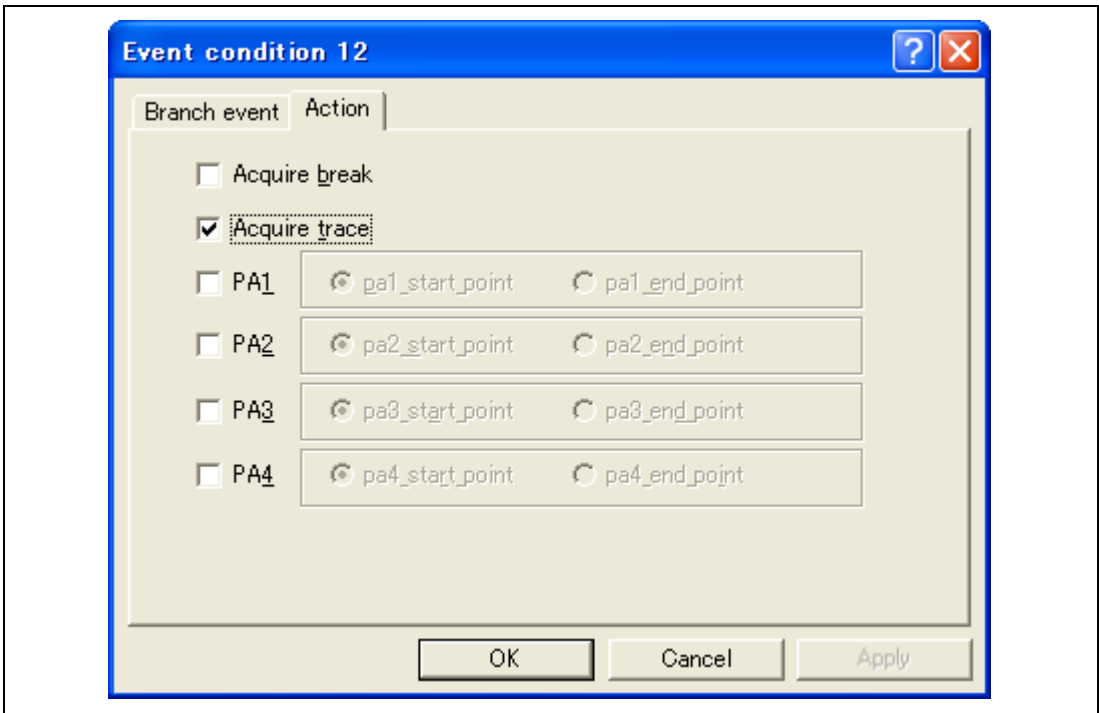 Event condition 12
Branch event Action
Acquire break
Acquire trace
PA1 pa1_start_point pa1_end_point
PA2 pa2_start_point pa2_end_point
PA3 pa3_start_point pa3_end_point
PA4 pa4_start_point pa4_end_point
OK Cancel Apply